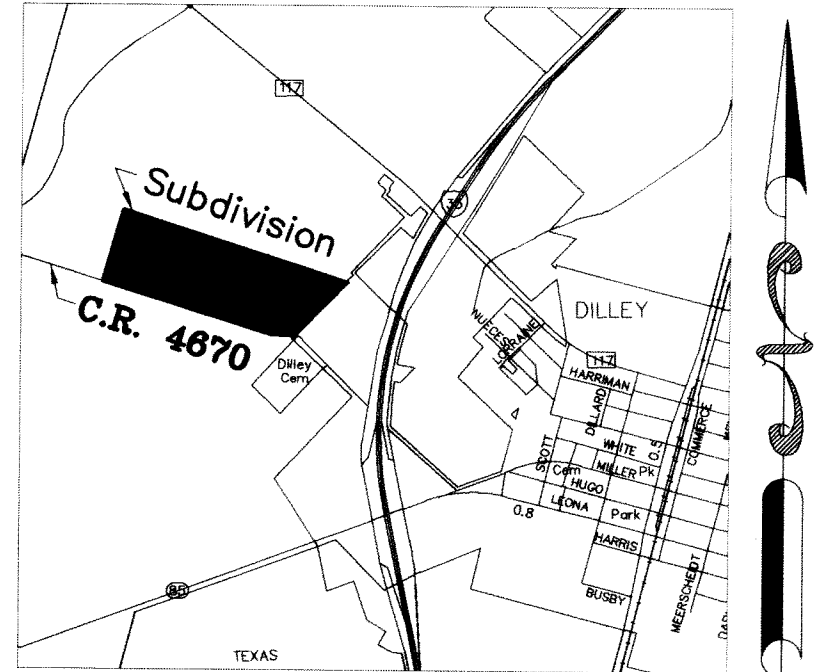 117
Subdivision
35
C.R. 4670
DILLEY
NUECES
LORRAINE
117
Dilley
Cem
HARRIMAN
DILLARD
COMMERCE
SCOTT
WHITE
0.5
Cem
MILLER
Pk
HUGO
LEONA
Park
0.8
HARRIS
85
BUSBY
MEERSCHEIDT
TEXAS